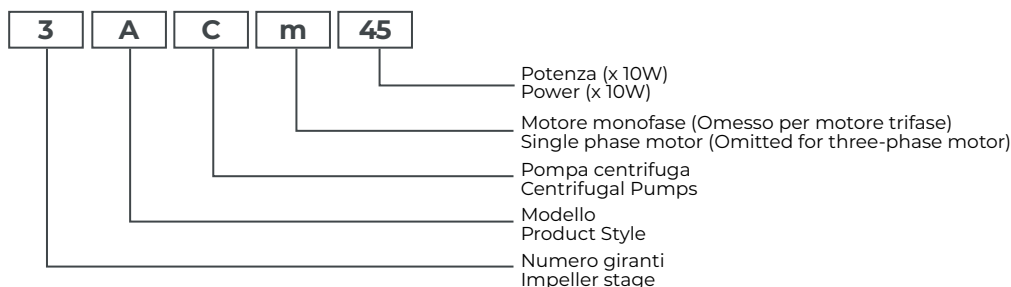 3 A C m 45
Potenza (x 10W)
Power (x 10W)
Motore monofase (Omesso per motore trifase)
Single phase motor (Omitted for three-phase motor)
Pompa centrifuga
Centrifugal Pumps
Modello
Product Style
Numero giranti
Impeller stage